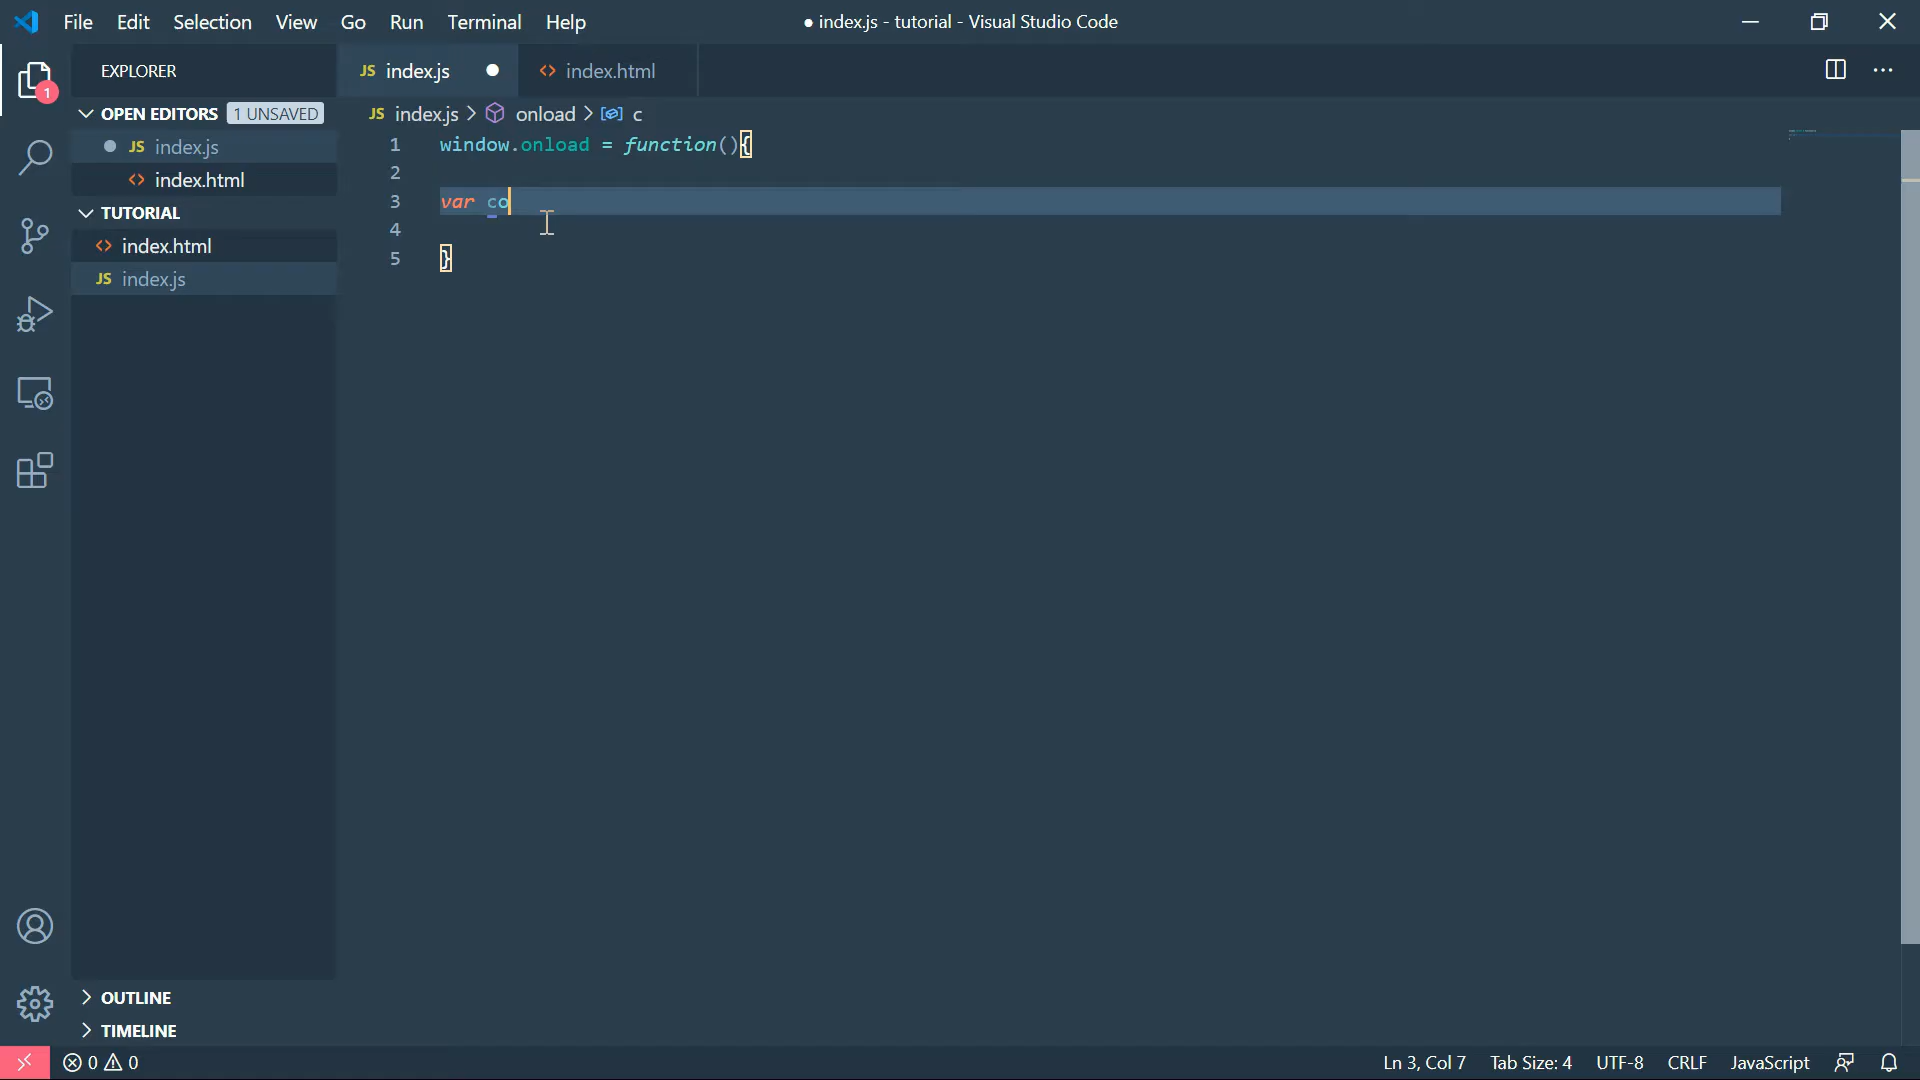 File Edit Selection View Go Run Terminal Help
● index.js - tutorial - Visual Studio Code
EXPLORER
1
OPEN EDITORS 1 UNSAVED
JS index.js
<> index.html
TUTORIAL
<> index.html
JS index.js
OUTLINE
TIMELINE
JS index.js
<> index.html
JS index.js > onload > c
1 window.onload = function(){
2
3 var co
4
5 }
0 0
Ln 3, Col 7 Tab Size: 4 UTF-8 CRLF JavaScript